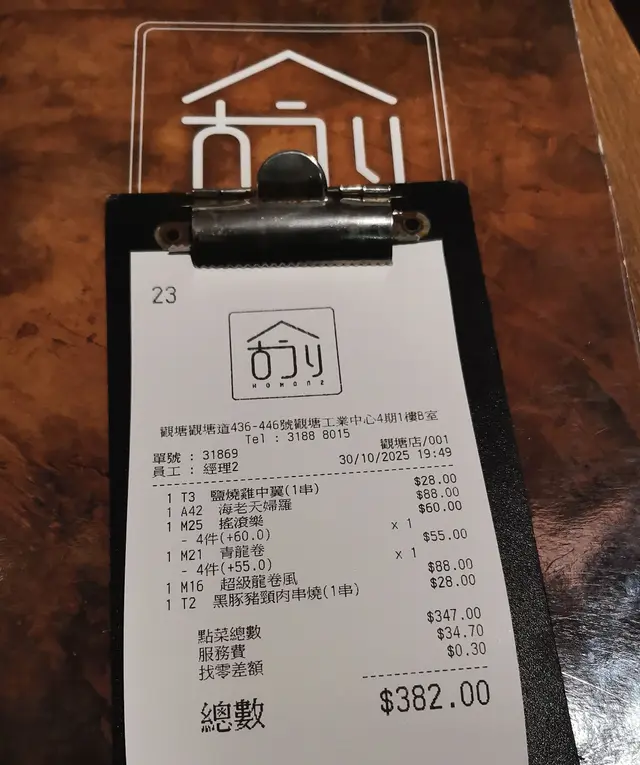 23
HOMONZ
觀塘觀塘道436-446號觀塘工業中心4期1樓B室
Tel : 3188 8015
單號 : 31869 觀塘店/001
員工 : 經理2 30/10/2025 19:49
1 T3 鹽燒雞中翼(1串) $28.00
1 A42 海老天婦羅 $88.00
1 M25 搖滾樂 $60.00
- 4件(+60.0) x 1
1 M21 青龍卷 $55.00
- 4件(+55.0) x 1
1 M16 超級龍卷風 $88.00
1 T2 黑豚豬頸肉串燒(1串) $28.00
點菜總數 $347.00
服務費 $34.70
找零差額 $0.30
總數 $382.00